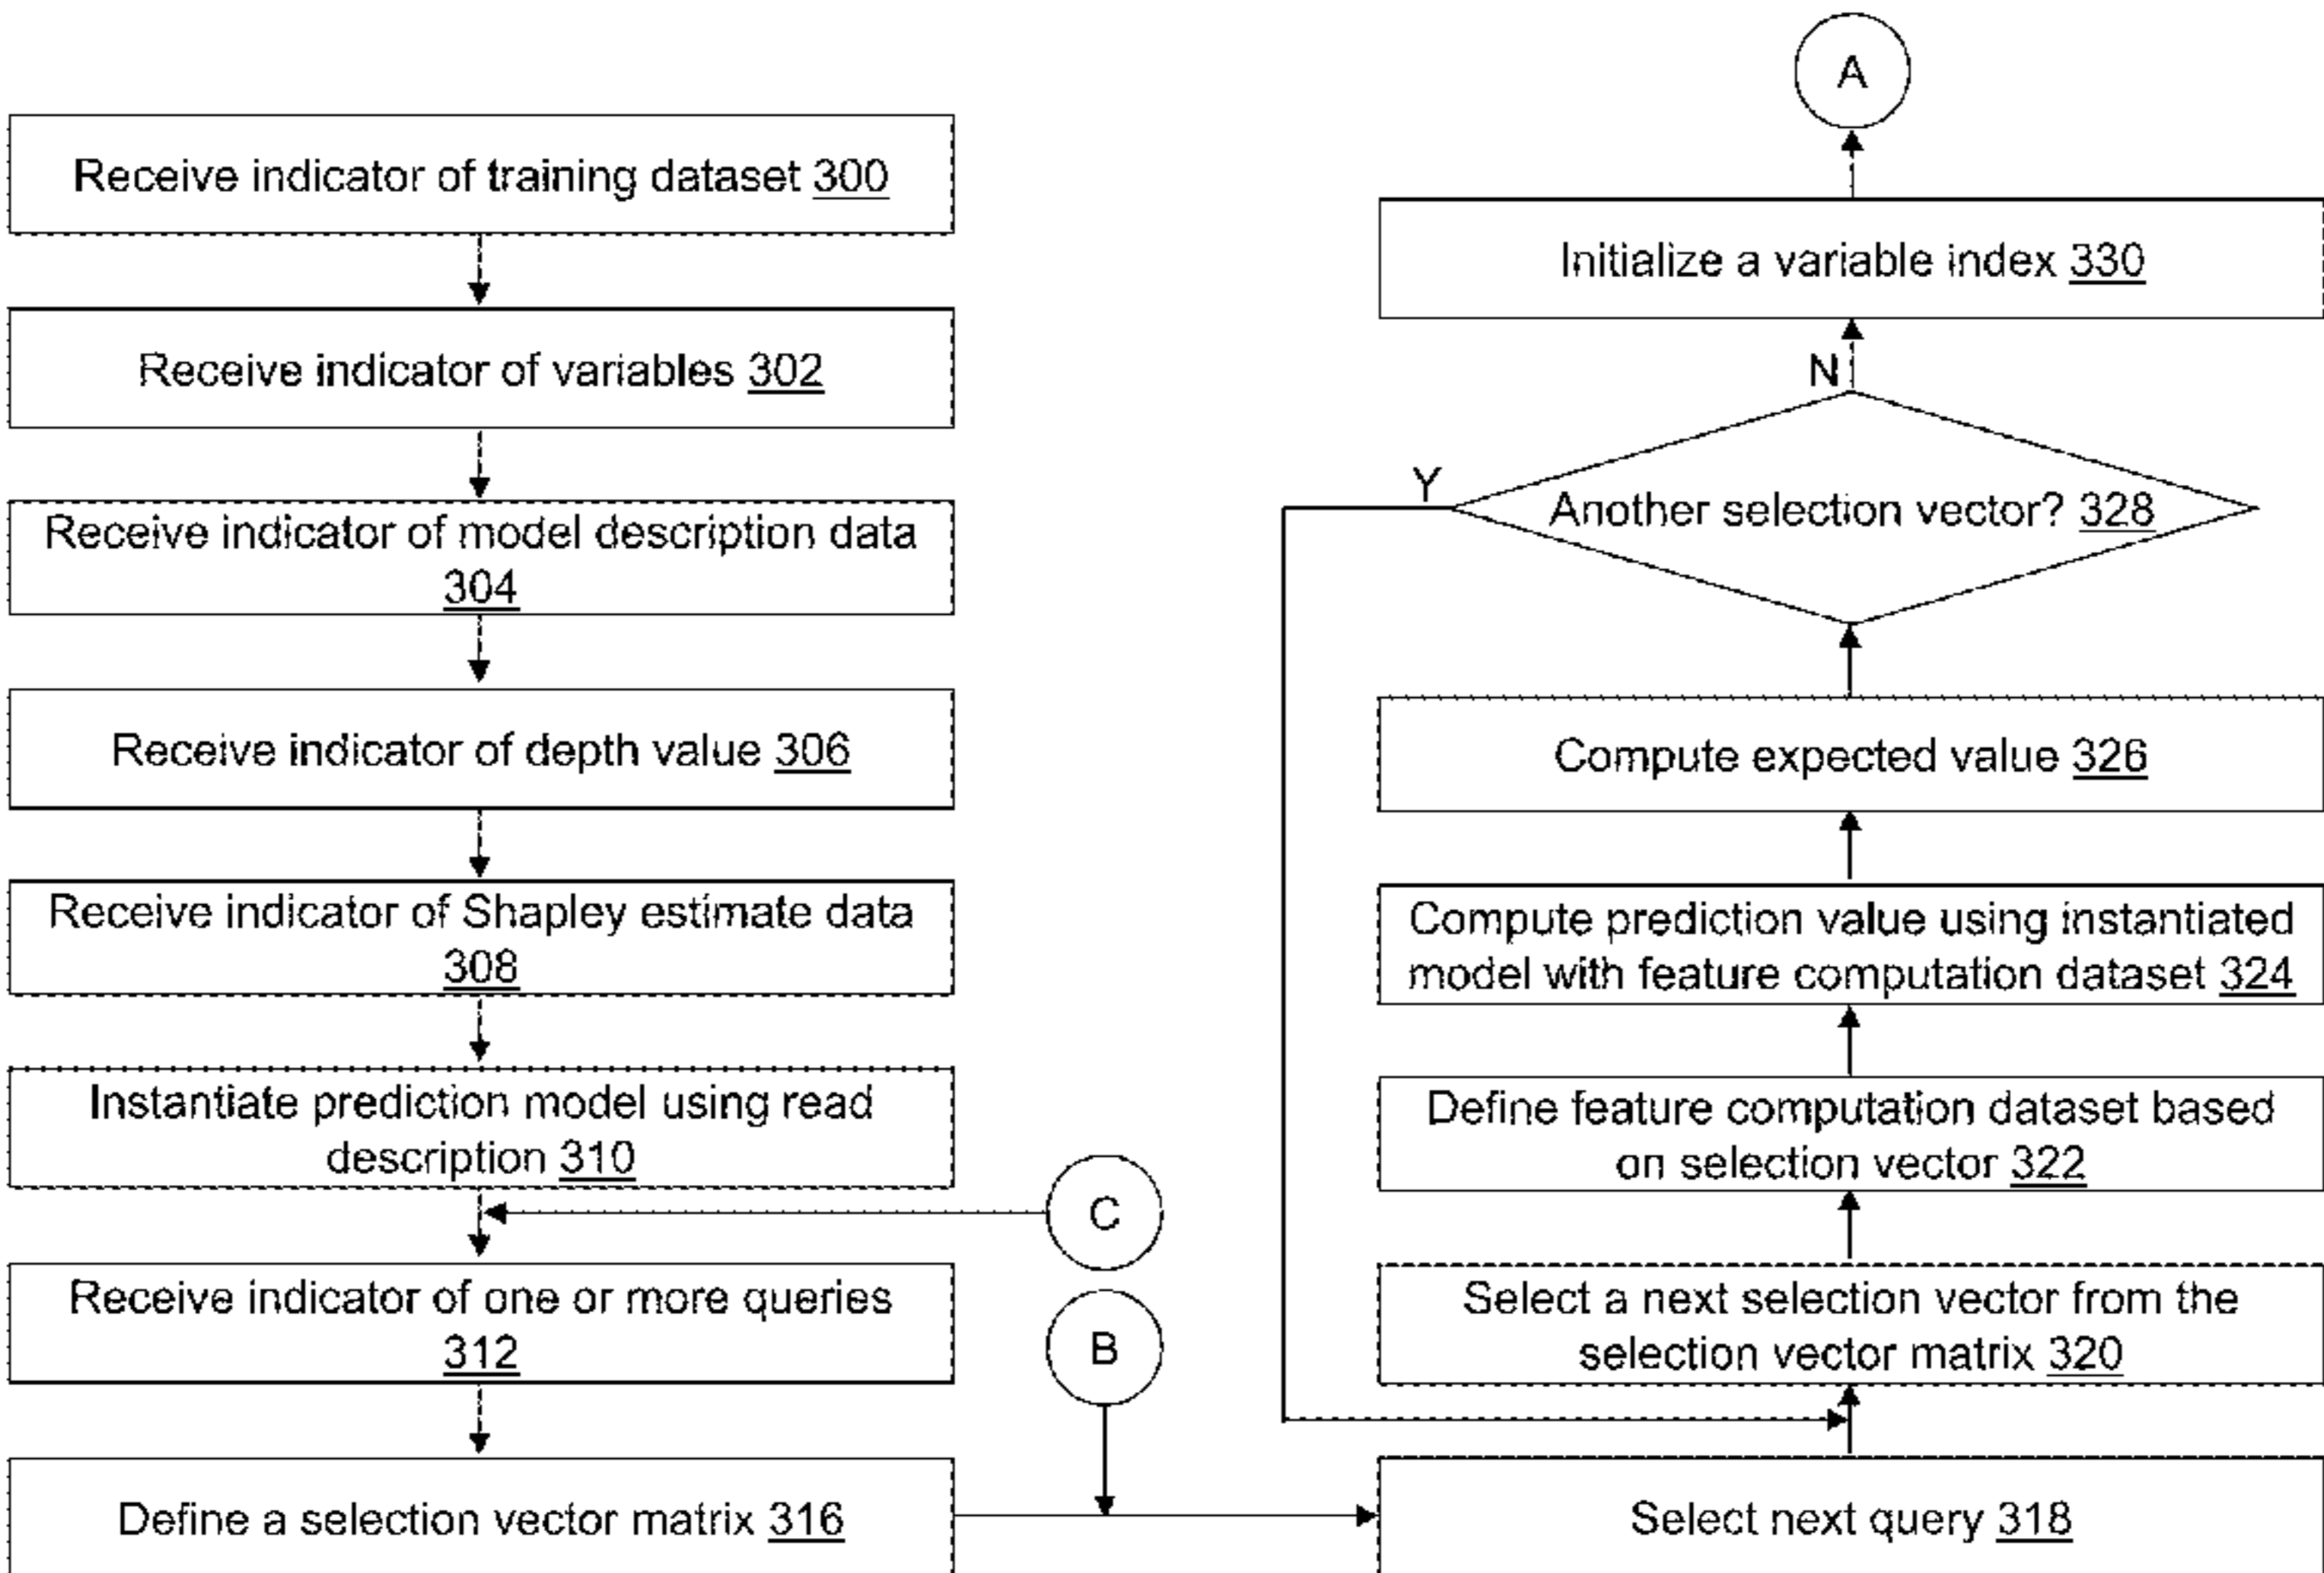 Receive indicator of training dataset 300
Receive indicator of variables 302
Receive indicator of model description data
304
Receive indicator of depth value 306
Receive indicator of Shapley estimate data
308
Instantiate prediction model using read
description 310
C
Receive indicator of one or more queries
312
B
Define a selection vector matrix 316
A
Initialize a variable index 330
N
Y
Another selection vector? 328
Compute expected value 326
Compute prediction value using instantiated
model with feature computation dataset 324
Define feature computation dataset based
on selection vector 322
Select a next selection vector from the
selection vector matrix 320
Select next query 318